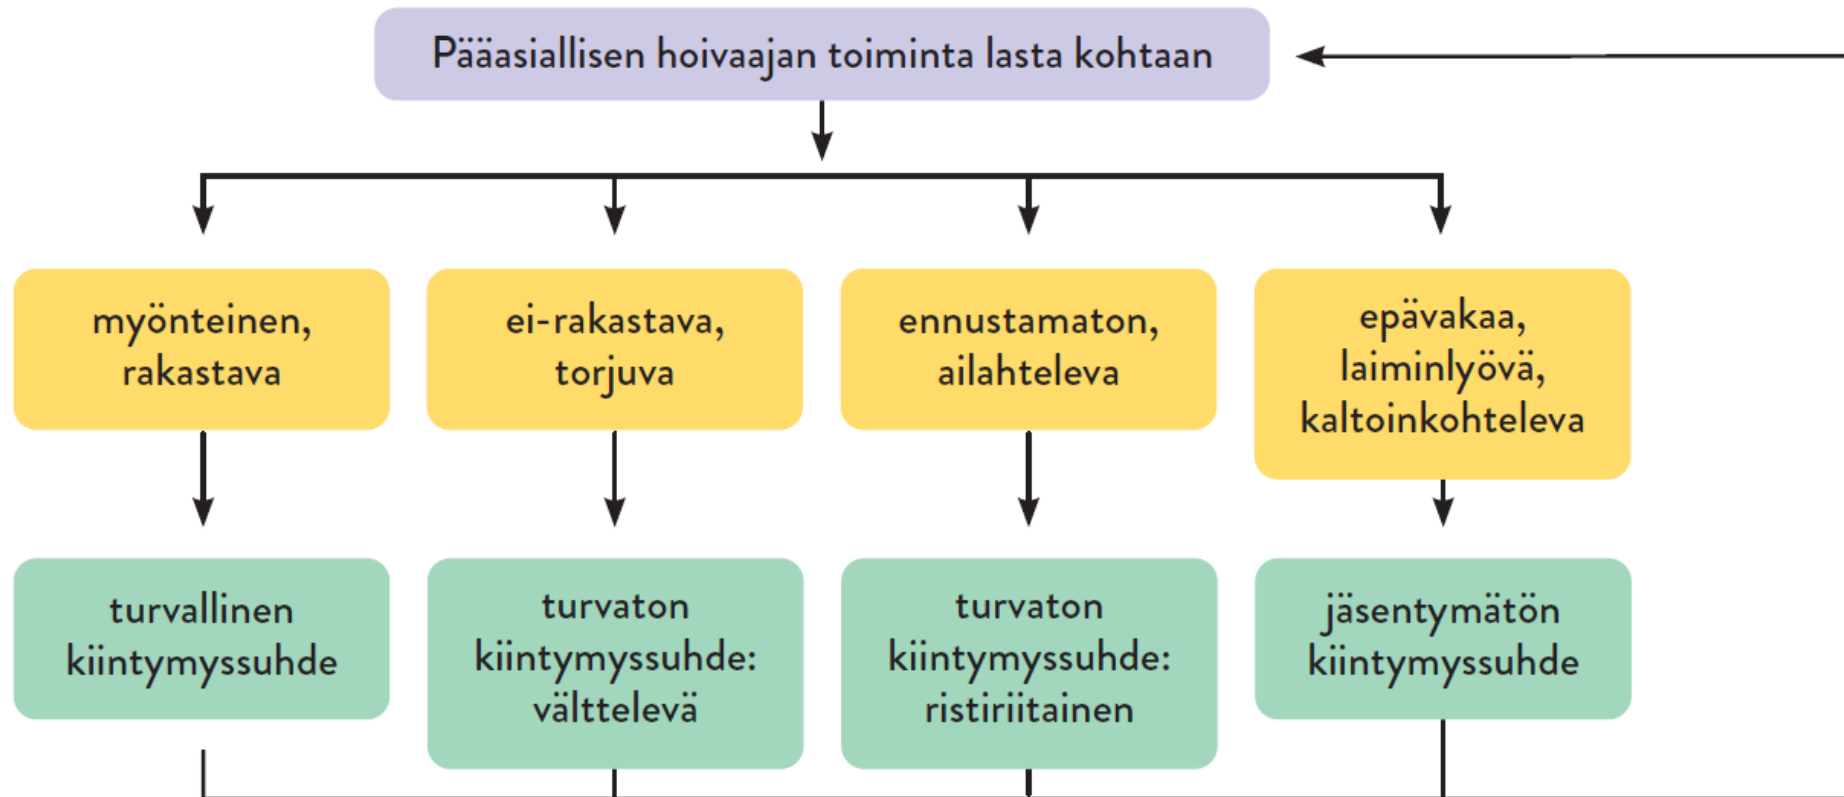 Pääasiallisen hoivaajan toiminta lasta kohtaan
myönteinen,
rakastava
ei-rakastava,
torjuva
ennustamaton,
ailahteleva
epävakaa,
laiminlyövä,
kaltoinkohteleva
turvallinen
kiintymyssuhde
turvaton
kiintymyssuhde:
välttelevä
turvaton
kiintymyssuhde:
ristiriitainen
jäsentymätön
kiintymyssuhde